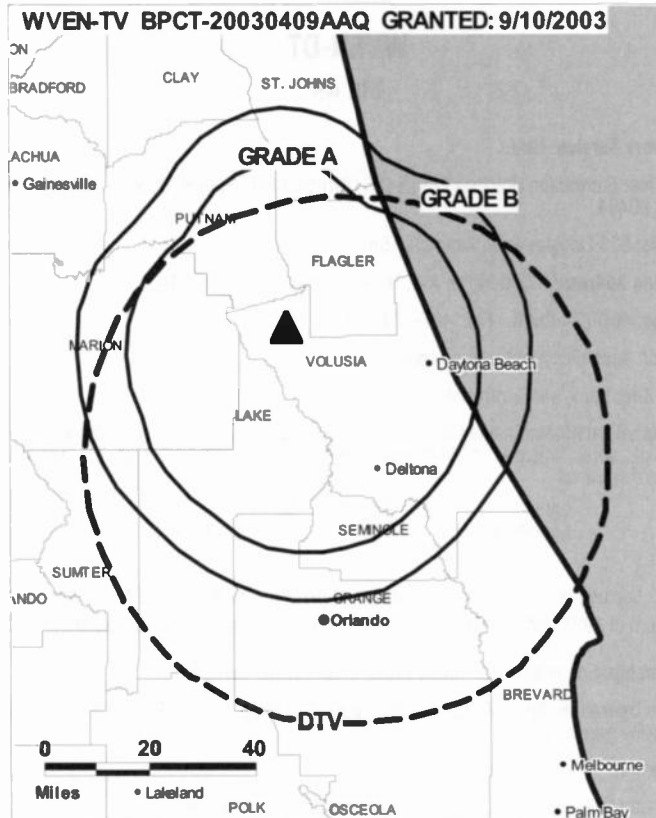 WVEN-TV BPCT-20030409AAQ GRANTED: 9/10/2003
ON
CLAY
ST. JOHNS
BRADFORD
GRADE A
ACHUA
Gainesville
GRADE B
PUTNAM
FLAGLER
MARION
VOLUSIA
Daytona Beach
LAKE
Deltona
SEMINOLE
SUMTER
ANDO
ORANGE
Orlando
BREVARD
DTV
0 20 40
Miles
Melbourne
Lakeland
POLK
OSCEOLA
Palm Bay